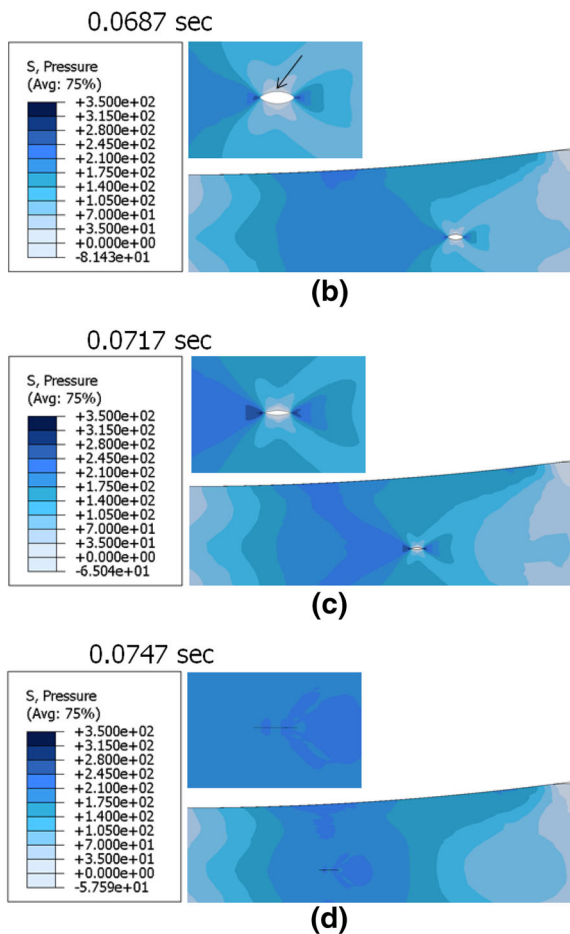 0.0687 sec
S, Pressure
(Avg: 75%)
+3.500e+02
+3.150e+02
+2.800e+02
+2.450e+02
+2.100e+02
+1.750e+02
+1.400e+02
+1.050e+02
+7.000e+01
+3.500e+01
+0.000e+00
-8.143e+01
(b)
0.0717 sec
S, Pressure
(Avg: 75%)
+3.500e+02
+3.150e+02
+2.800e+02
+2.450e+02
+2.100e+02
+1.750e+02
+1.400e+02
+1.050e+02
+7.000e+01
+3.500e+01
+0.000e+00
-6.504e+01
(c)
0.0747 sec
S, Pressure
(Avg: 75%)
+3.500e+02
+3.150e+02
+2.800e+02
+2.450e+02
+2.100e+02
+1.750e+02
+1.400e+02
+1.050e+02
+7.000e+01
+3.500e+01
+0.000e+00
-5.759e+01
(d)